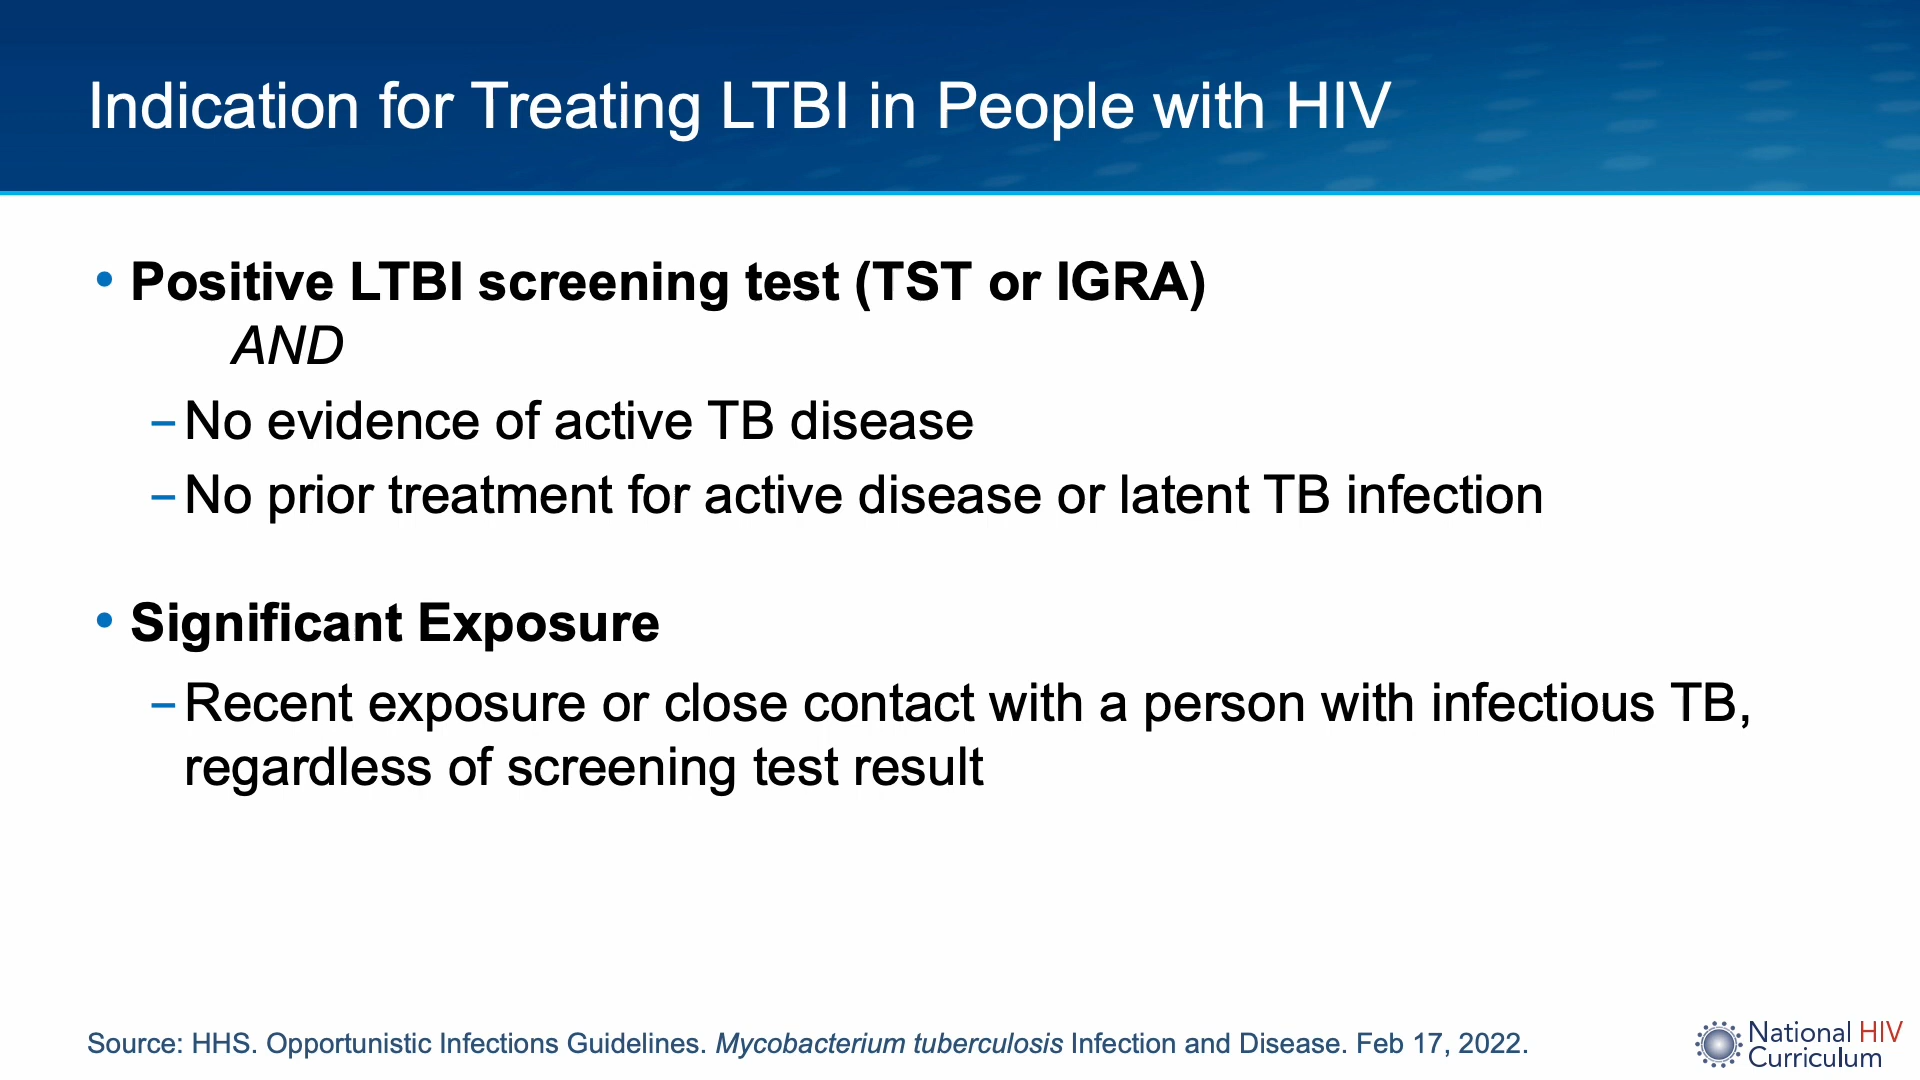 Indication for Treating LTBI in People with HIV
• Positive LTBI screening test (TST or IGRA)
AND
– No evidence of active TB disease
– No prior treatment for active disease or latent TB infection
• Significant Exposure
– Recent exposure or close contact with a person with infectious TB,
regardless of screening test result
Source: HHS. Opportunistic Infections Guidelines. Mycobacterium tuberculosis Infection and Disease. Feb 17, 2022.
National HIV
Curriculum